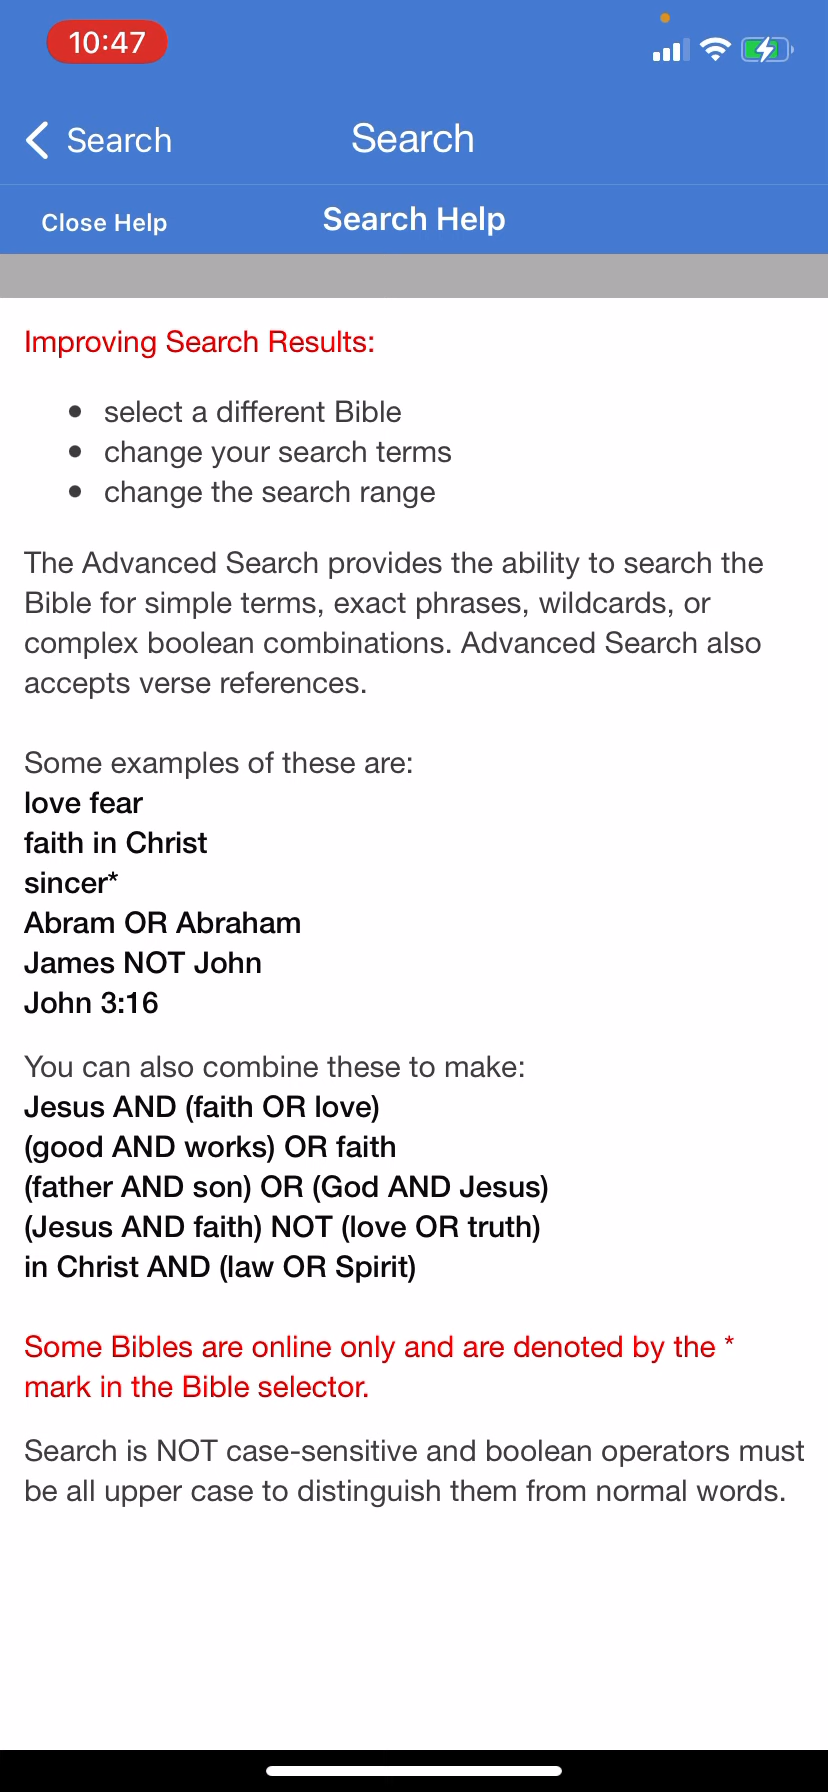 10:47
Search
Search
Close Help
Search Help
Improving Search Results:
• select a different Bible
• change your search terms
• change the search range
The Advanced Search provides the ability to search the
Bible for simple terms, exact phrases, wildcards, or
complex boolean combinations. Advanced Search also
accepts verse references.
Some examples of these are:
love fear
faith in Christ
sincer*
Abram OR Abraham
James NOT John
John 3:16
You can also combine these to make:
Jesus AND (faith OR love)
(good AND works) OR faith
(father AND son) OR (God AND Jesus)
(Jesus AND faith) NOT (love OR truth)
in Christ AND (law OR Spirit)
Some Bibles are online only and are denoted by the *
mark in the Bible selector.
Search is NOT case-sensitive and boolean operators must
be all upper case to distinguish them from normal words.